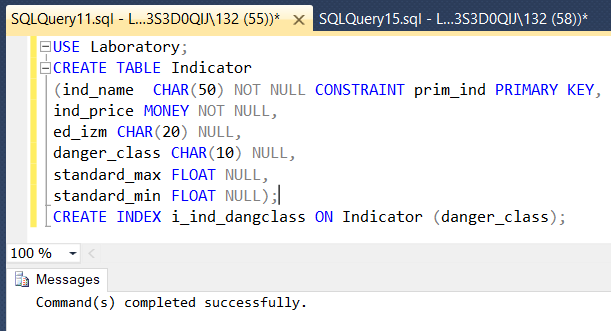 SQLQuery11.sql - L...3S3D0QIJ\132 (55))* SQLQuery15.sql - L...3S3D0QIJ\132 (58))*
USE Laboratory;
CREATE TABLE Indicator
(ind_name  CHAR(50) NOT NULL CONSTRAINT prim_ind PRIMARY KEY,
ind_price MONEY NOT NULL,
ed_izm CHAR(20) NULL,
danger_class CHAR(10) NULL,
standard_max FLOAT NULL,
standard_min FLOAT NULL);
CREATE INDEX i_ind_dangclass ON Indicator (danger_class);
100 %
Messages
Command(s) completed successfully.